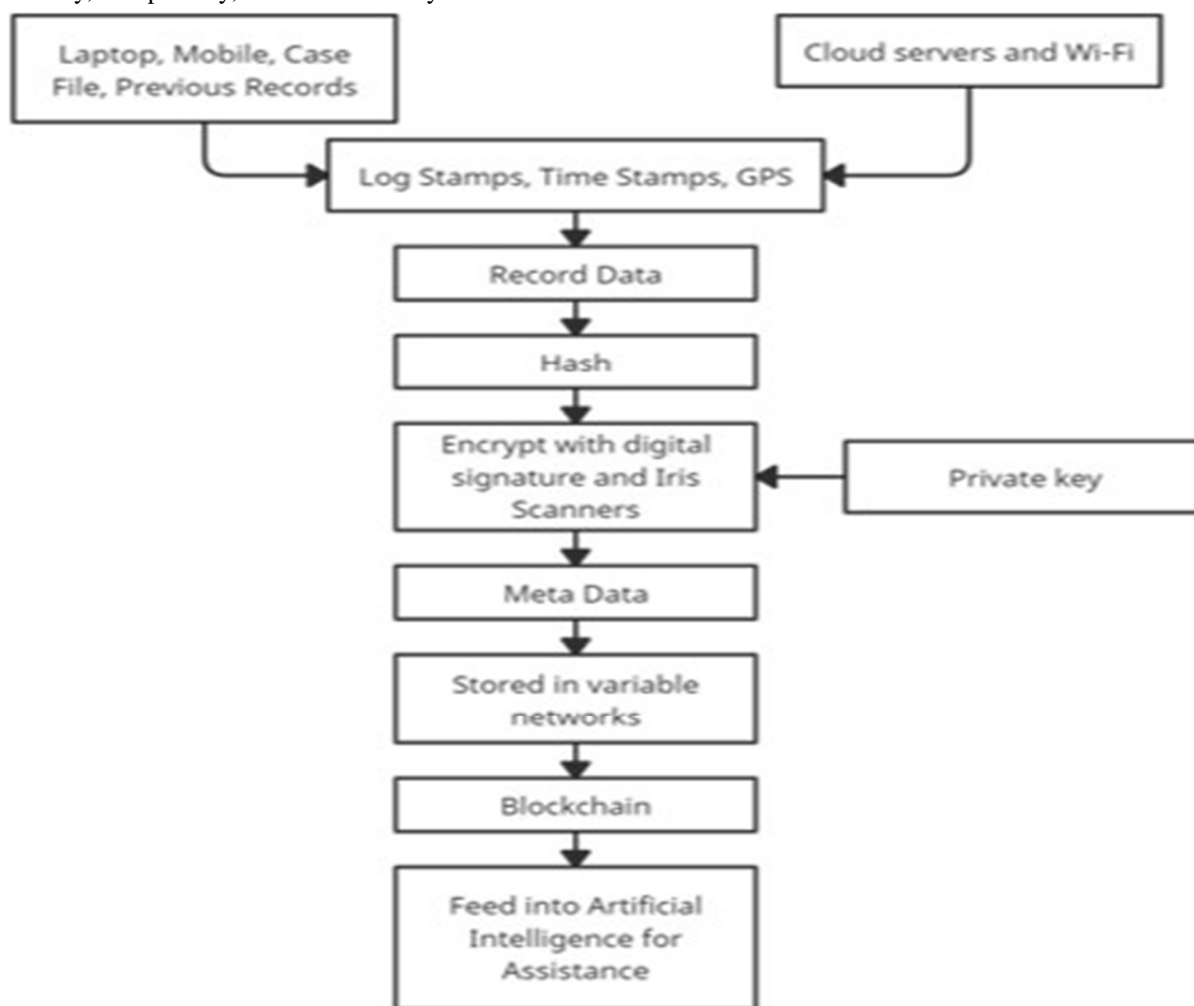 Laptop, Mobile, Case
File, Previous Records
Cloud servers and Wi-Fi
Log Stamps, Time Stamps, GPS
Record Data
Hash
Encrypt with digital
signature and Iris
Scanners
Private key
Meta Data
Stored in variable
networks
Blockchain
Feed into Artificial
Intelligence for
Assistance